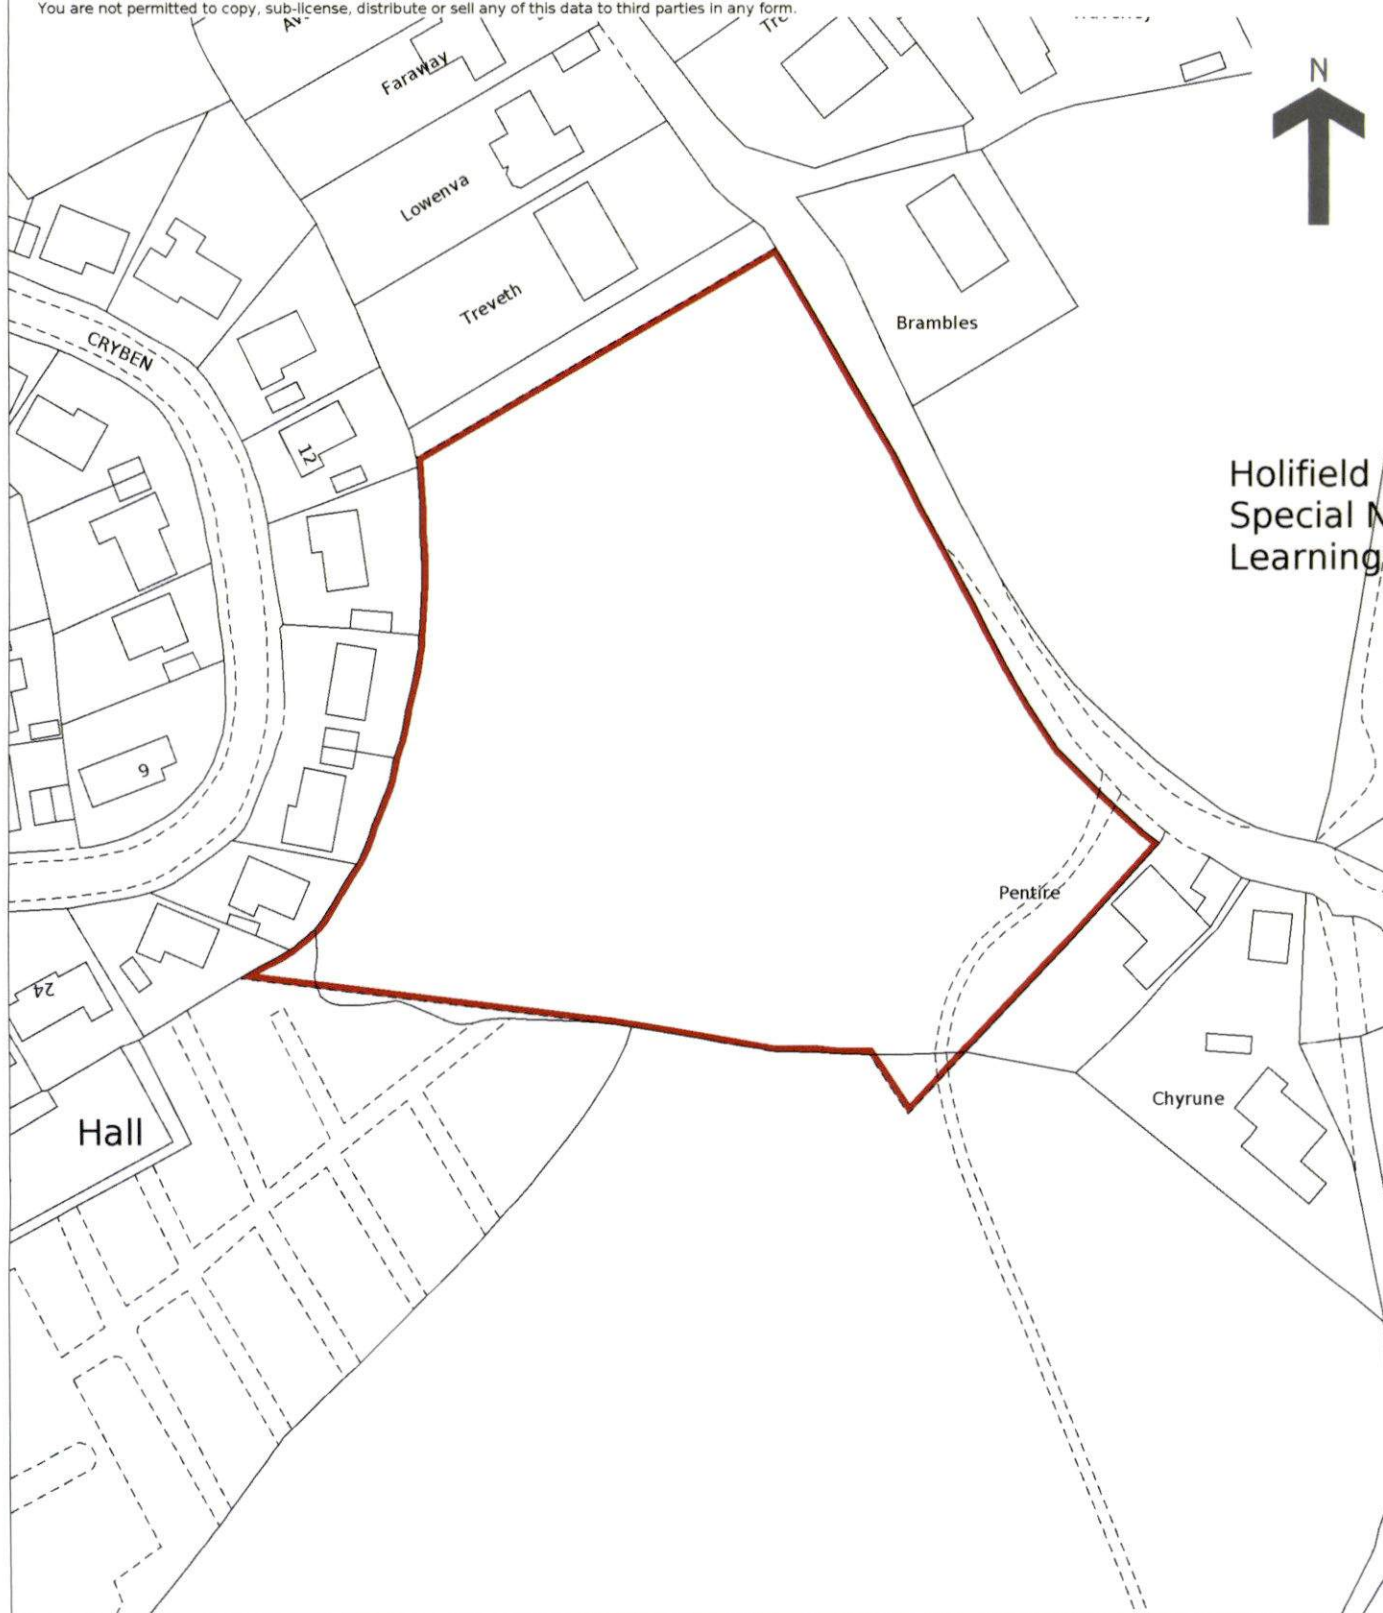 You are not permitted to copy, sub-license, distribute or sell any of this data to third parties in any form.
N
Faraway
Lowenva
Treveth
Brambles
CRYBEN
12
Holifield
Special
Learning
6
Pentire
24
Hall
Chyrune